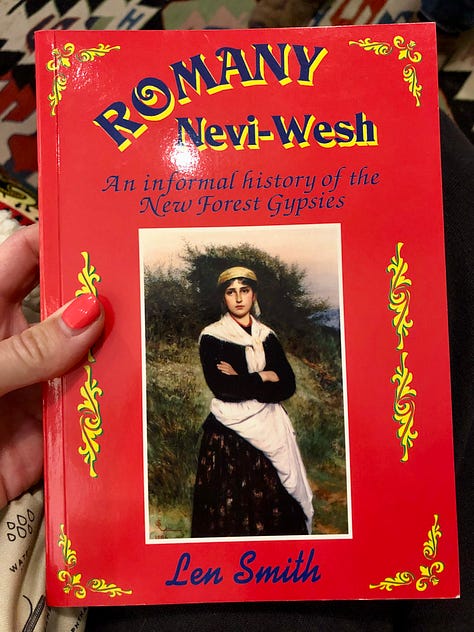 ROMANY
Nevi-Wesh
An informal history of the
New Forest Gypsies
Len Smith